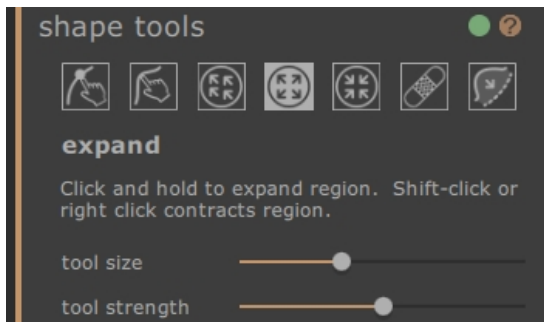 shape tools
?
expand
Click and hold to expand region.  Shift-click or
right click contracts region.
tool size
tool strength